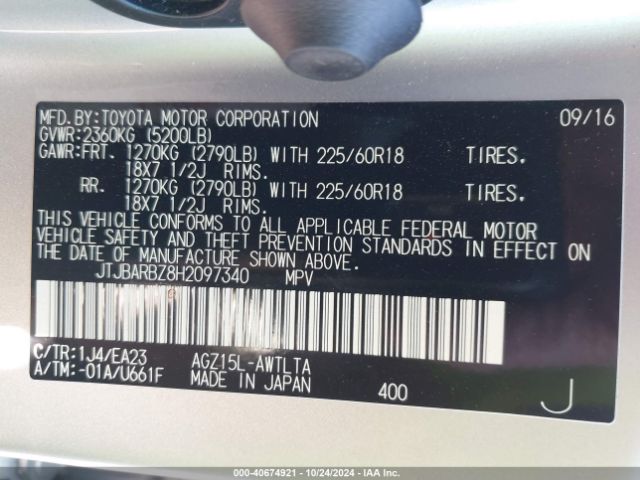 MFD.BY:TOYOTA MOTOR CORPORATION 09/16
GVWR:2360KG (5200LB)
GAWR:FRT. 1270KG (2790LB) WITH 225/60R18 TIRES.
18X7 1/2J RIMS.
RR. 1270KG (2790LB) WITH 225/60R18 TIRES.
18X7 1/2J RIMS.
THIS VEHICLE CONFORMS TO ALL APPLICABLE FEDERAL MOTOR
VEHICLE SAFETY AND THEFT PREVENTION STANDARDS IN EFFECT ON
THE DATE OF MANUFACTURE SHOWN ABOVE.
JTJBARBZ8H2097340 MPV
C/TR:1J4/EA23 AGZ15L-AWTLTA
A/TM:-01A/U661F MADE IN JAPAN 400 J
000-40674921 - 10/24/2024 - IAA Inc.